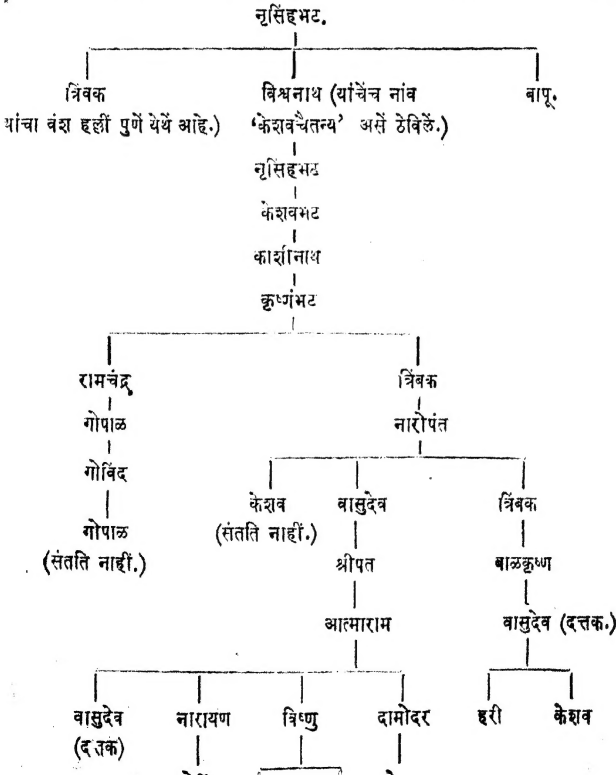 नृसिंहभट.
त्रिंबक विश्वनाथ (यांचेंच नांव बापू.
यांचा वंश हल्लीं पुणें येथें आहे.) ‘केशवचैतन्य’ असें ठेविलें.)
नृसिंहभट
केशवभट
काशीनाथ
कृष्णंभट
रामचंद्र त्रिंबक
गोपाळ नारोपंत
गोविंद
केशव वासुदेव त्रिंबक
गोपाळ (संतति नाहीं.)
(संतति नाहीं.) श्रीपत बाळकृष्ण
आत्माराम वासुदेव (दत्तक.)
वासुदेव नारायण विष्णु दामोदर हरी केशव
(दत्तक)